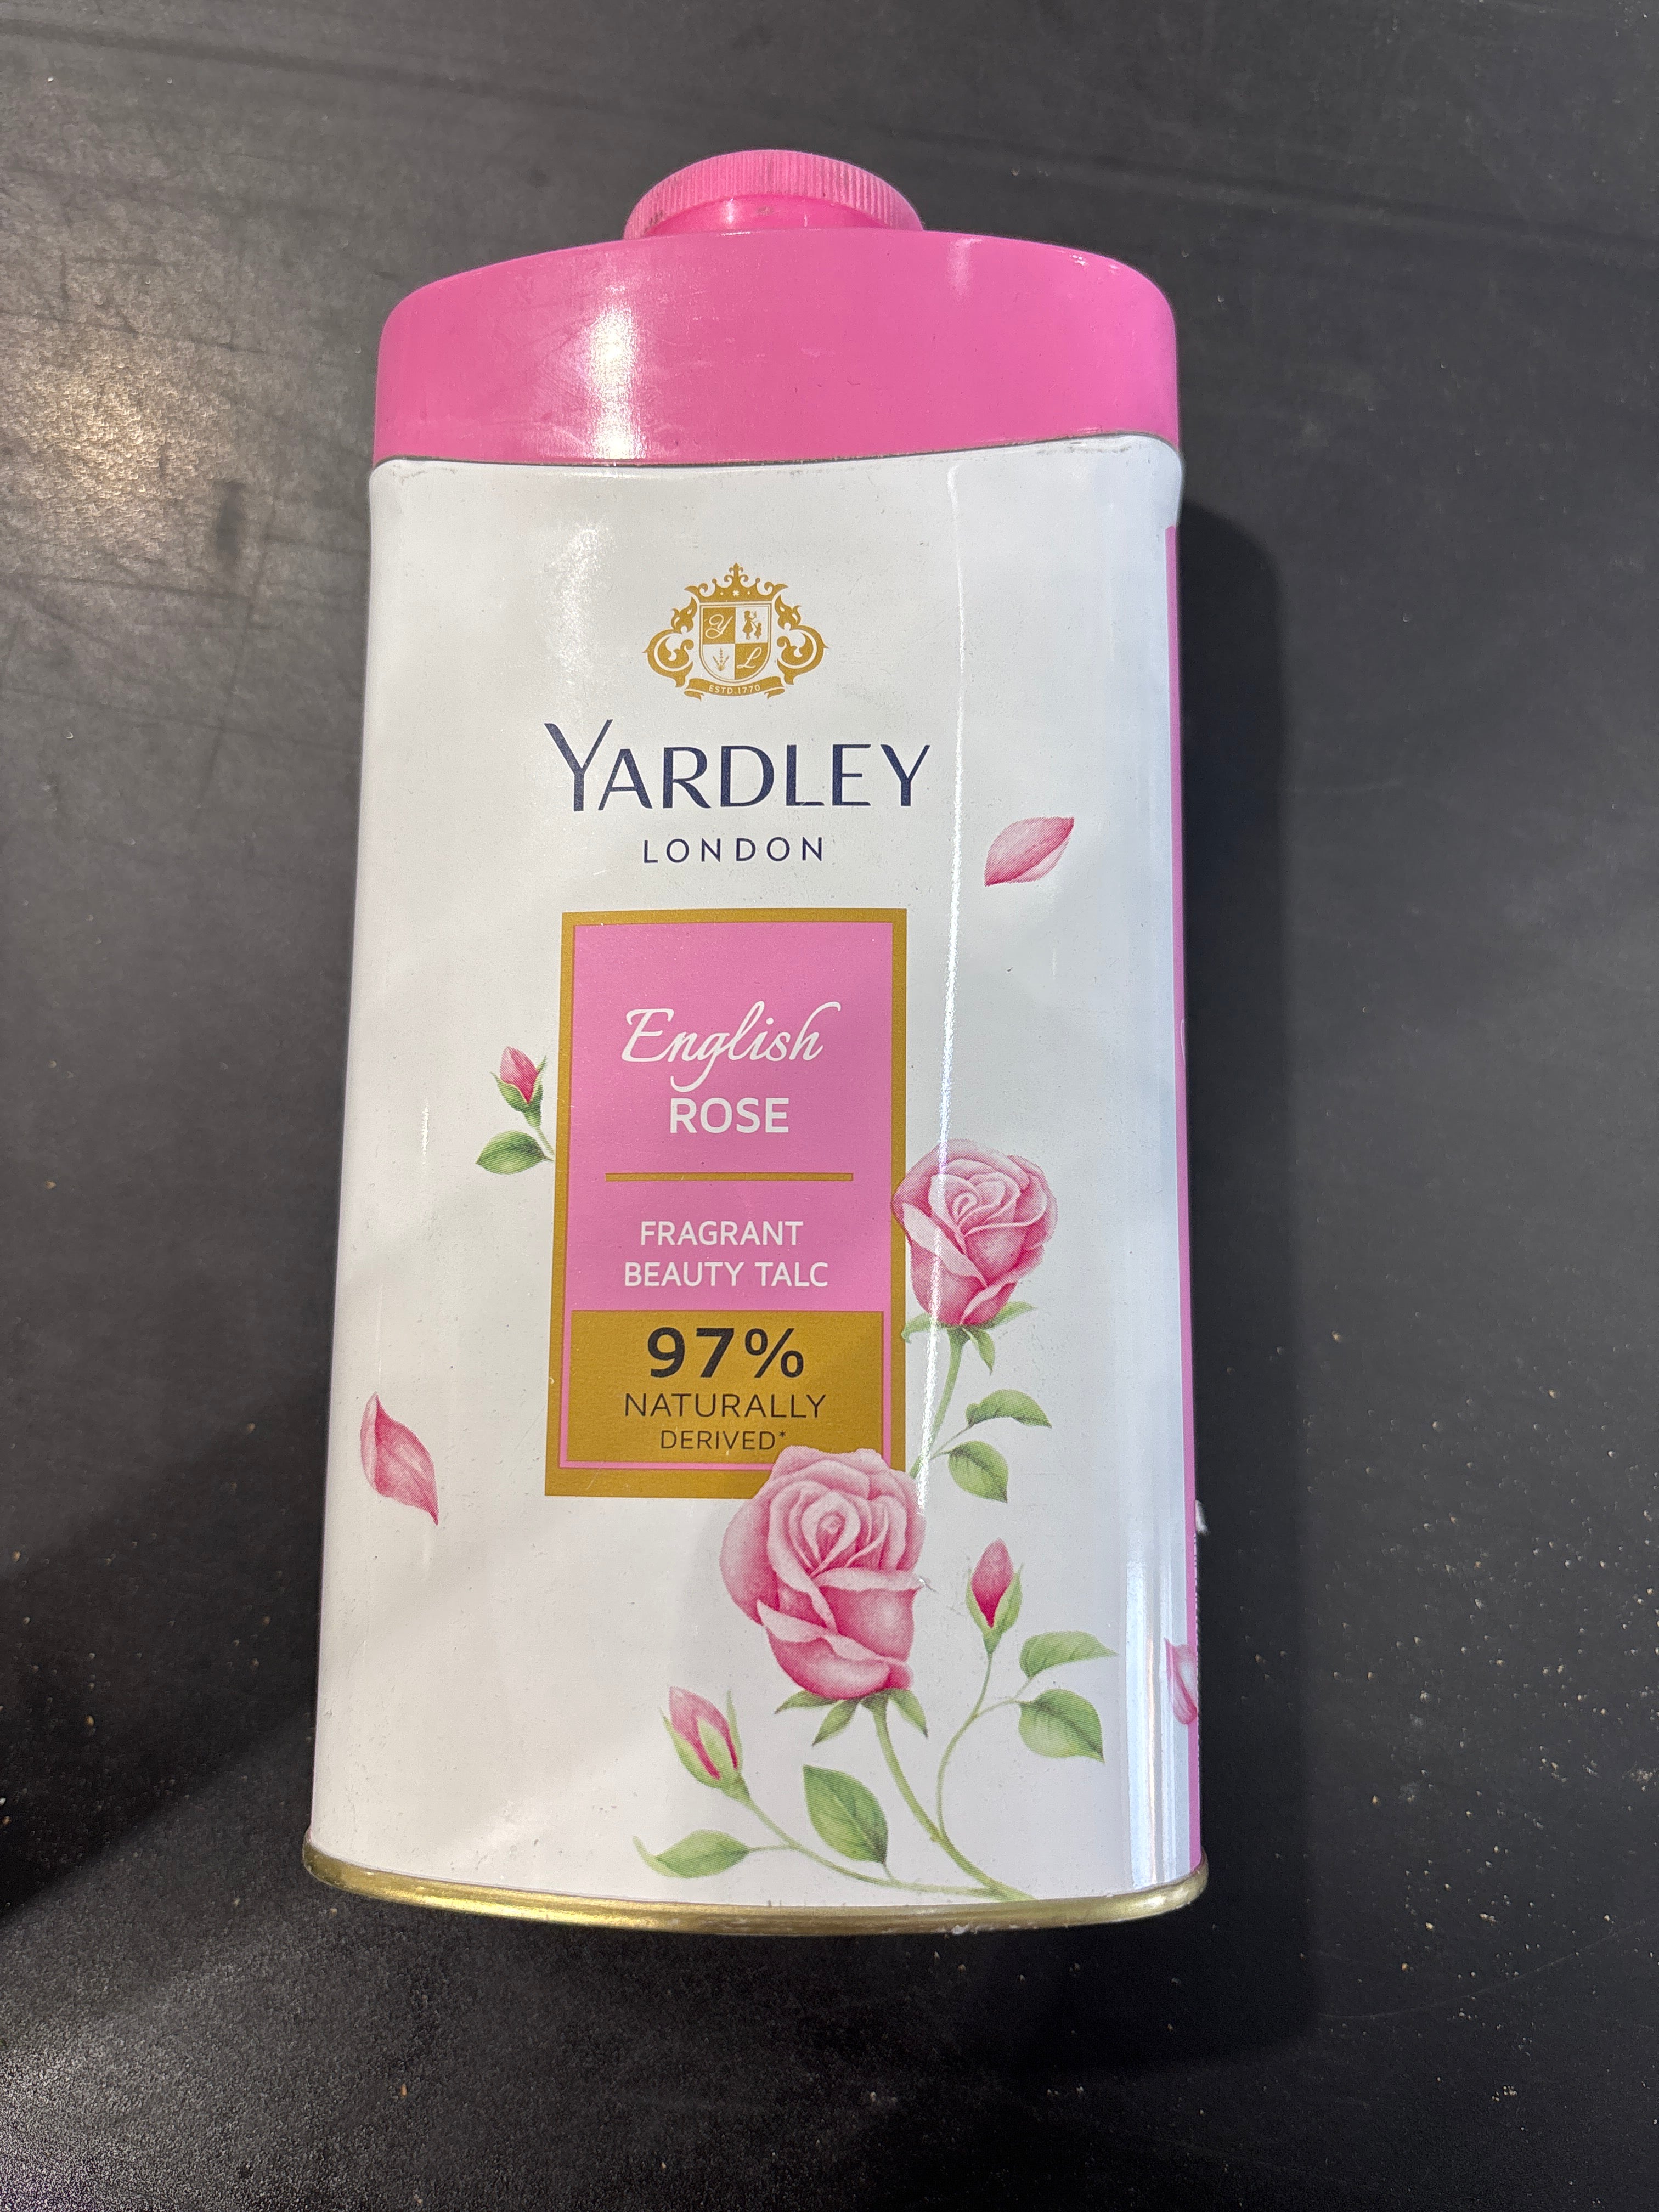 Y
L
ESTD 1770
YARDLEY
LONDON
English
ROSE
FRAGRANT
BEAUTY TALC
97%
NATURALLY
DERIVED*